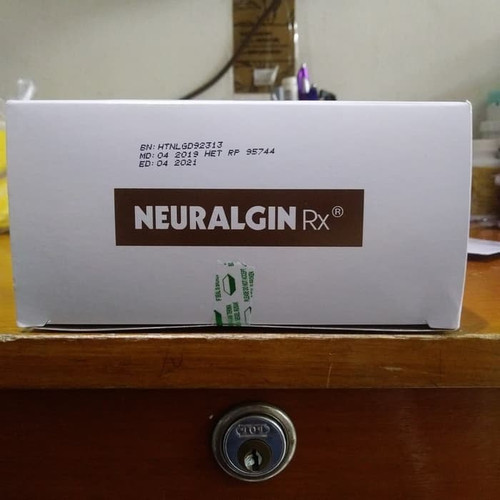 BN: HTNLGD92313
MD: 04 2019 HET RP 95744
ED: 04 2021
NEURALGIN Rx®